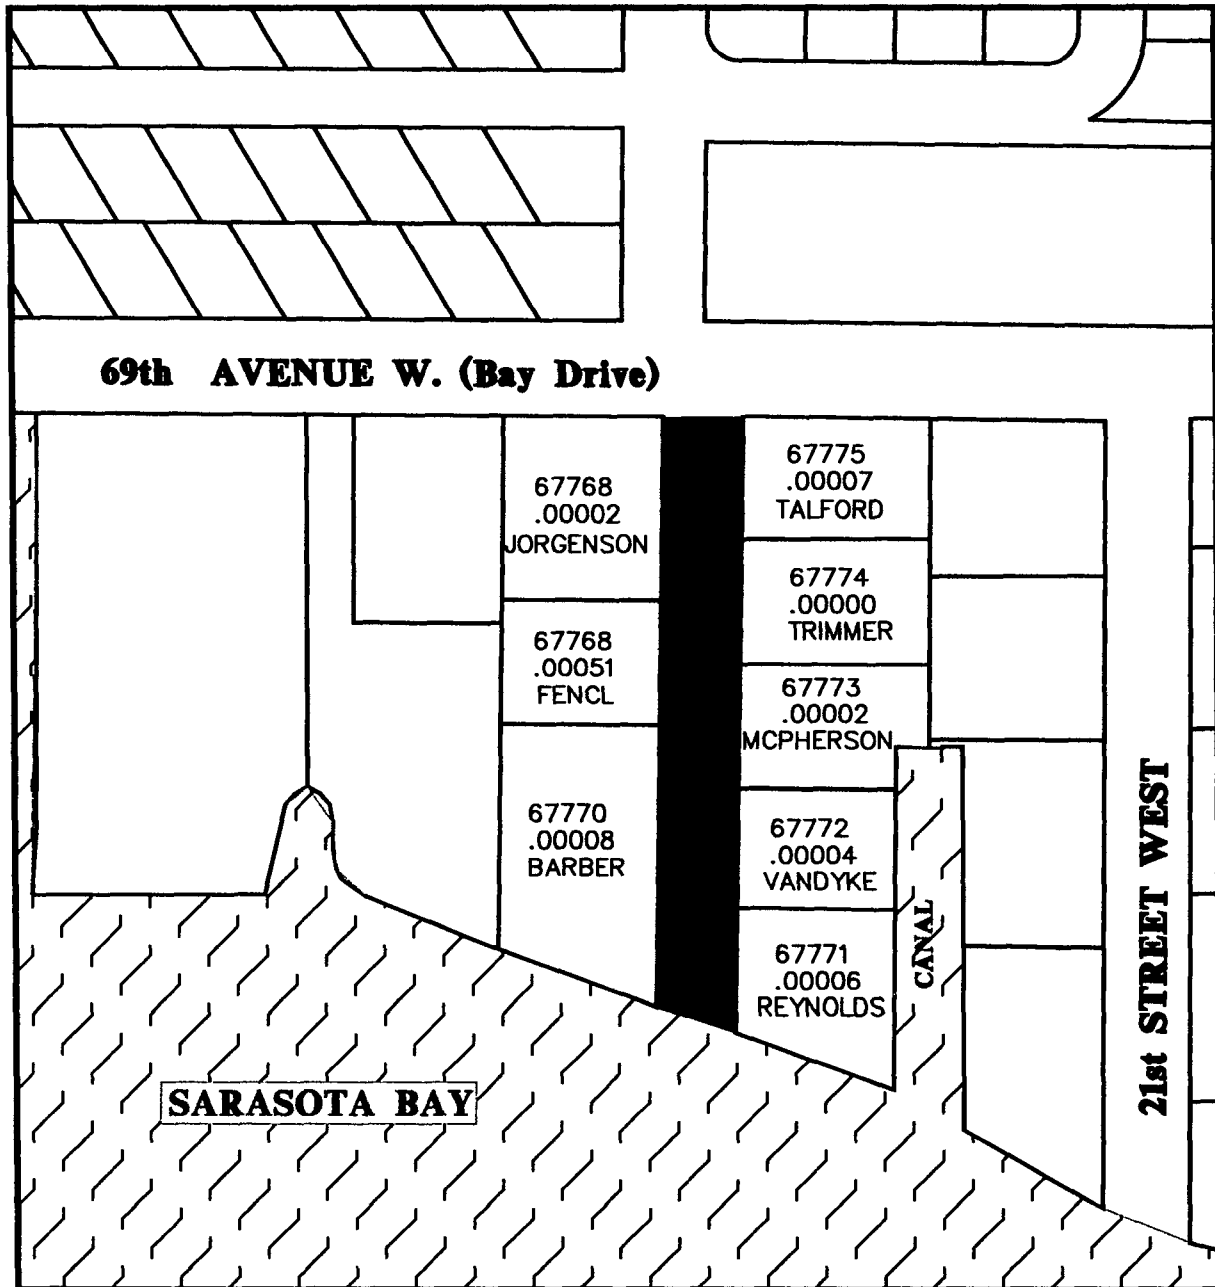 69th AVENUE W. (Bay Drive)
67768
.00002
JORGENSON
67768
.00051
FENCL
67770
.00008
BARBER
67775
.00007
TALFORD
67774
.00000
TRIMMER
67773
.00002
MCPHERSON
67772
.00004
VANDYKE
67771
.00006
REYNOLDS
CANAL
21st STREET WEST
SARASOTA BAY